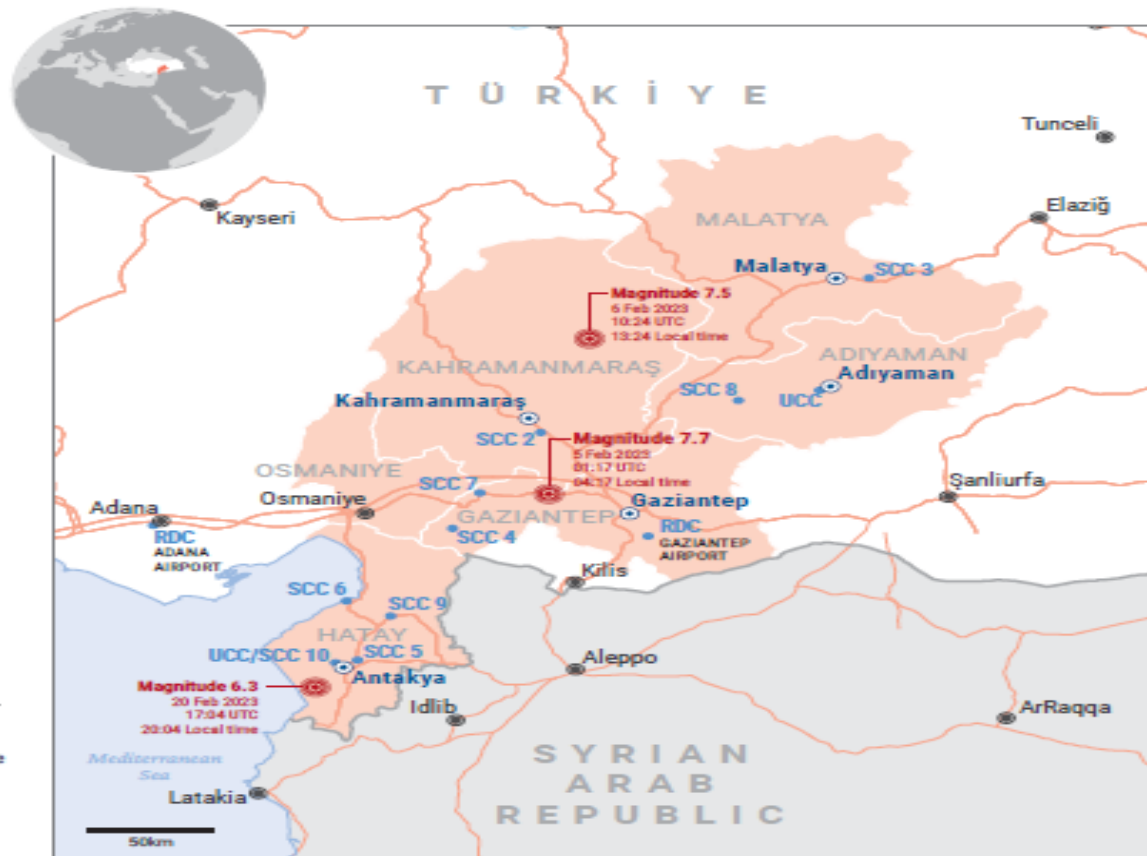 TÜRKİYE
Tunceli
Kayseri
Elaziğ
MALATYA
Malatya
SCC 3
Magnitude 7.5
6 Feb 2023
10:24 UTC
13:24 Local time
KAHRAMANMARAŞ
ADIYAMAN
Adıyaman
SCC 8
UCC
Kahramanmaraş
SCC 2
Magnitude 7.7
5 Feb 2023
01:17 UTC
04:17 Local time
OSMANIYE
Osmaniye
SCC 7
Şanliurfa
Adana
RDC
ADANA
AIRPORT
GAZIANTEP
Gaziantep
SCC 4
RDC
GAZIANTEP
AIRPORT
Kilis
SCC 6
SCC 9
HATAY
UCC/SCC 10
SCC 5
Antakya
Aleppo
Magnitude 6.3
20 Feb 2023
17:04 UTC
20:04 Local time
Idlib
ArRaqqa
Mediterranean
Sea
SYRIAN
ARAB
REPUBLIC
Latakia
50km